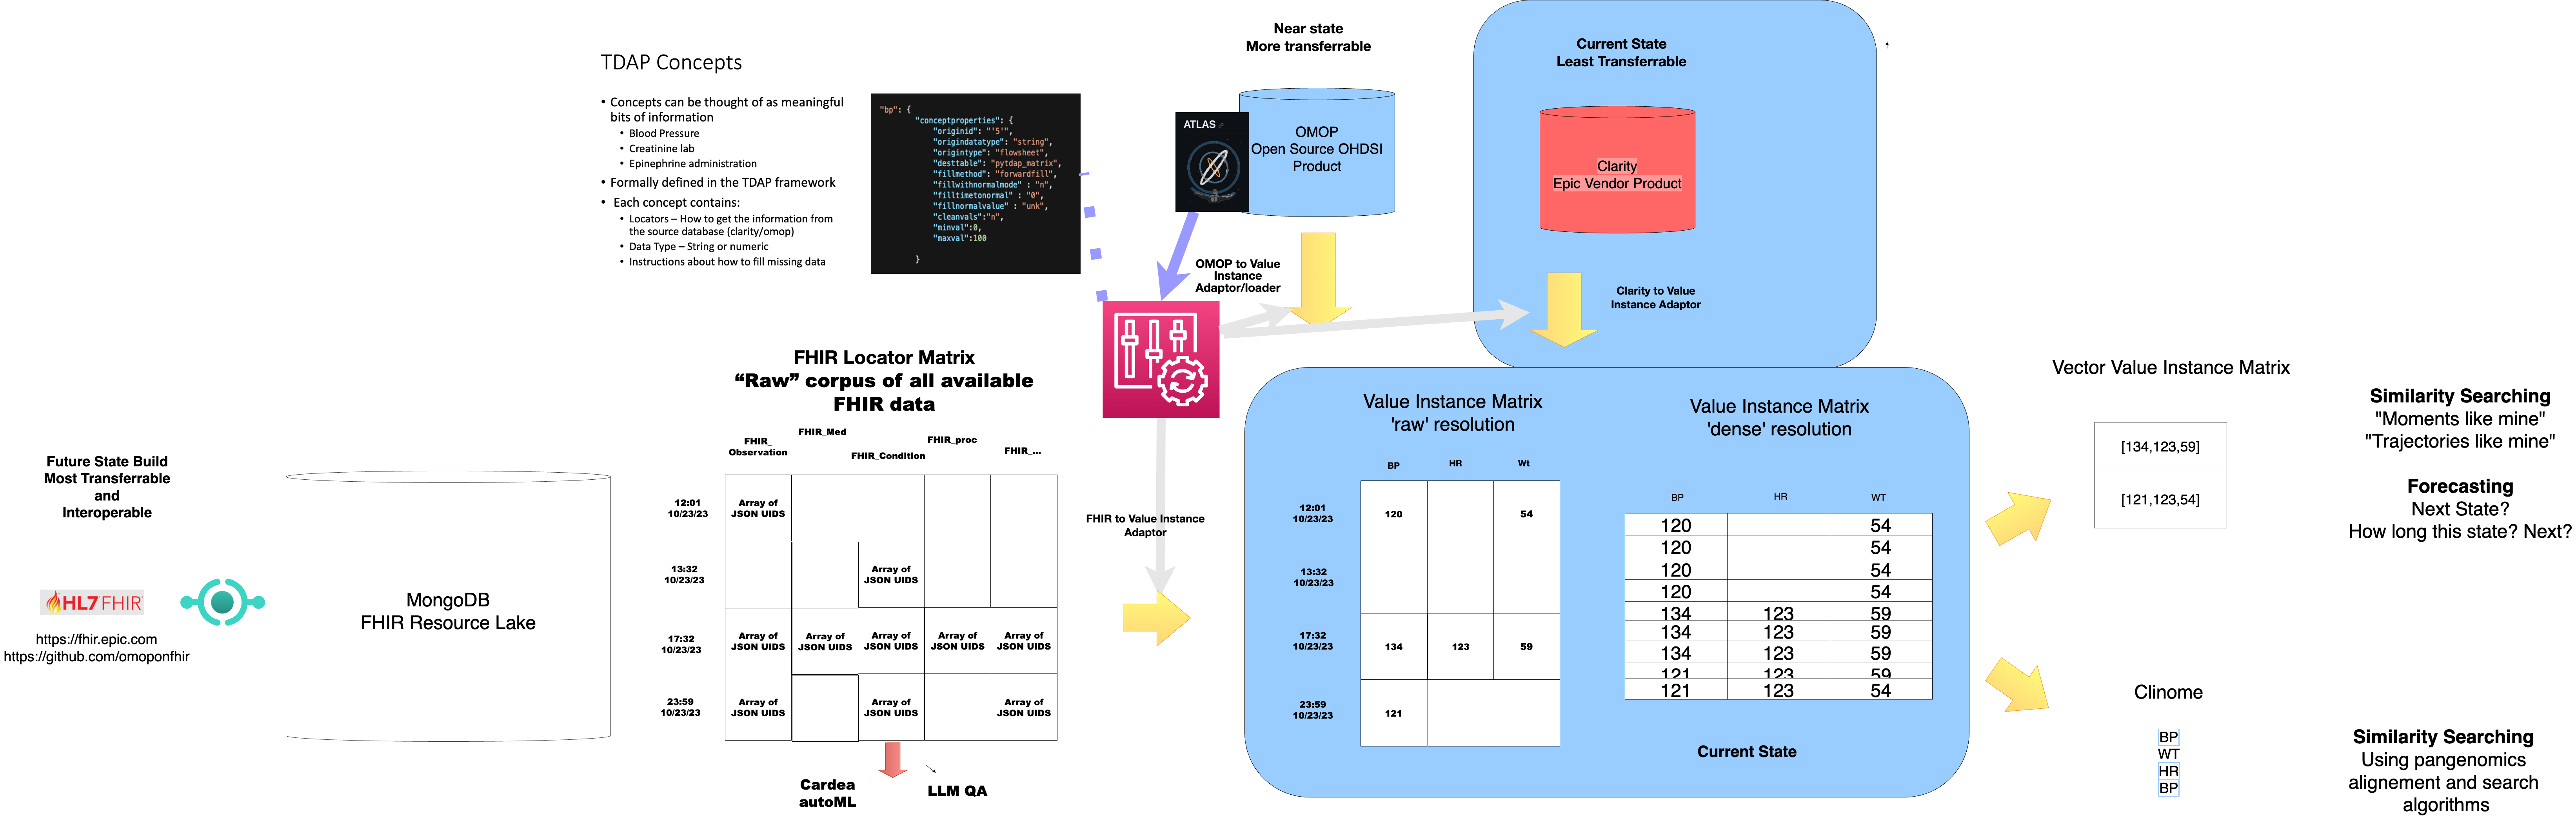 TDAP Concepts
• Concepts can be thought of as meaningful
bits of information
• Blood Pressure
• Creatinine lab
• Epinephrine administration
• Formally defined in the TDAP framework
• Each concept contains:
• Locators – How to get the information from
the source database (clarity/omop)
• Data Type – String or numeric
• Instructions about how to fill missing data
"bp": {
"conceptproperties": {
"originid": "'5'",
"origindatatype": "string",
"origintype": "flowsheet",
"desttable": "pytdap_matrix",
"fillmethod": "forwardfill",
"fillwithnormalmode" : "n",
"filltimetonormal" : "0",
"fillnormalvalue" : "unk",
"cleanvals":"n",
"minval":0,
"maxval":100
}
Near state
More transferrable
ATLAS
OMOP
Open Source OHDSI
Product
Current State
Least Transferrable
Clarity
Epic Vendor Product
OMOP to Value
Instance
Adaptor/loader
Clarity to Value
Instance Adaptor
Future State Build
Most Transferrable
and
Interoperable
HL7 FHIR
https://fhir.epic.com
https://github.com/omoponfhir
MongoDB
FHIR Resource Lake
FHIR Locator Matrix
“Raw” corpus of all available
FHIR data
FHIR_
Observation
FHIR_Med
FHIR_Condition
FHIR_proc
FHIR_...
12:01
10/23/23
Array of
JSON UIDS
13:32
10/23/23
Array of
JSON UIDS
17:32
10/23/23
Array of
JSON UIDS
Array of
JSON UIDS
Array of
JSON UIDS
Array of
JSON UIDS
Array of
JSON UIDS
23:59
10/23/23
Array of
JSON UIDS
Array of
JSON UIDS
Array of
JSON UIDS
Cardea
autoML
LLM QA
FHIR to Value Instance
Adaptor
Value Instance Matrix
'raw' resolution
BP HR Wt
12:01
10/23/23
120 54
13:32
10/23/23
17:32
10/23/23
134 123 59
23:59
10/23/23
121
Value Instance Matrix
'dense' resolution
BP HR WT
120 54
120 54
120 54
120 54
134 123 59
134 123 59
134 123 59
121 123 59
121 123 54
Current State
Vector Value Instance Matrix
[134,123,59]
[121,123,54]
Similarity Searching
"Moments like mine"
"Trajectories like mine"
Forecasting
Next State?
How long this state? Next?
Clinome
BP
WT
HR
BP
Similarity Searching
Using pangenomics
alignement and search
algorithms